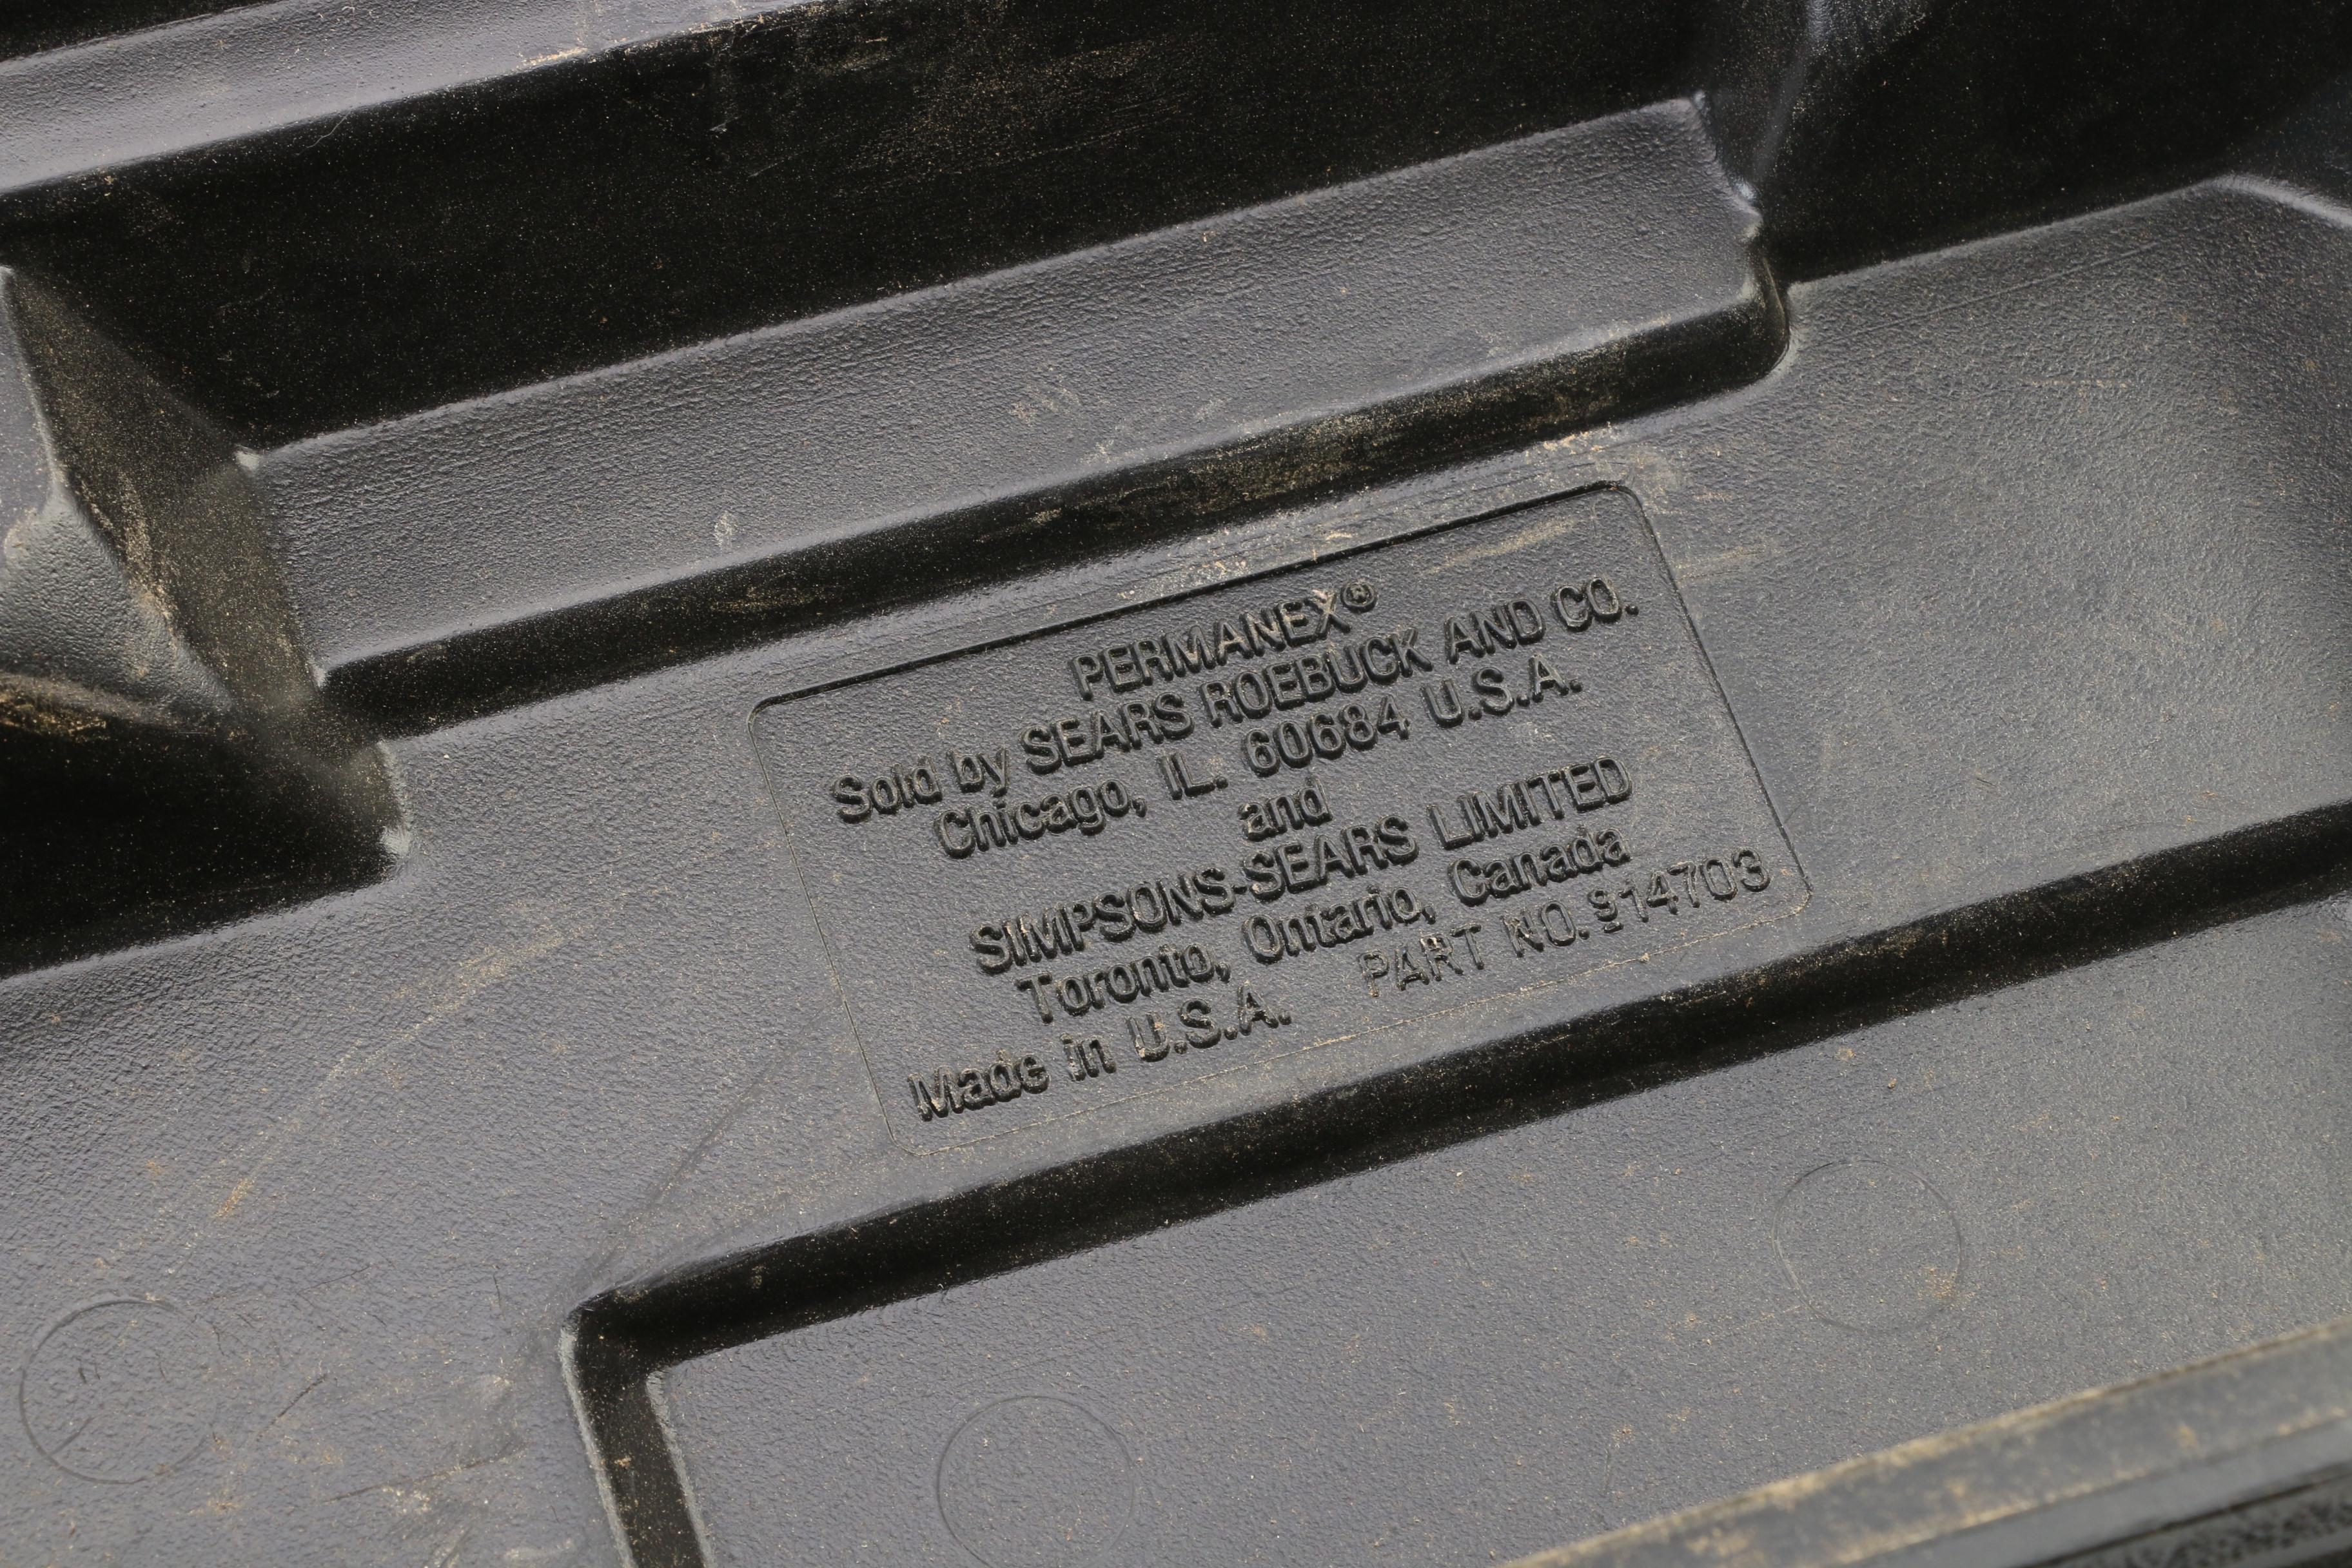 PERMANEX®
Sold by SEARS ROEBUCK AND CO.
Chicago, IL. 60684 U.S.A.
and
SIMPSONS-SEARS LIMITED
Toronto, Ontario, Canada
Made in U.S.A. PART NO. 914703